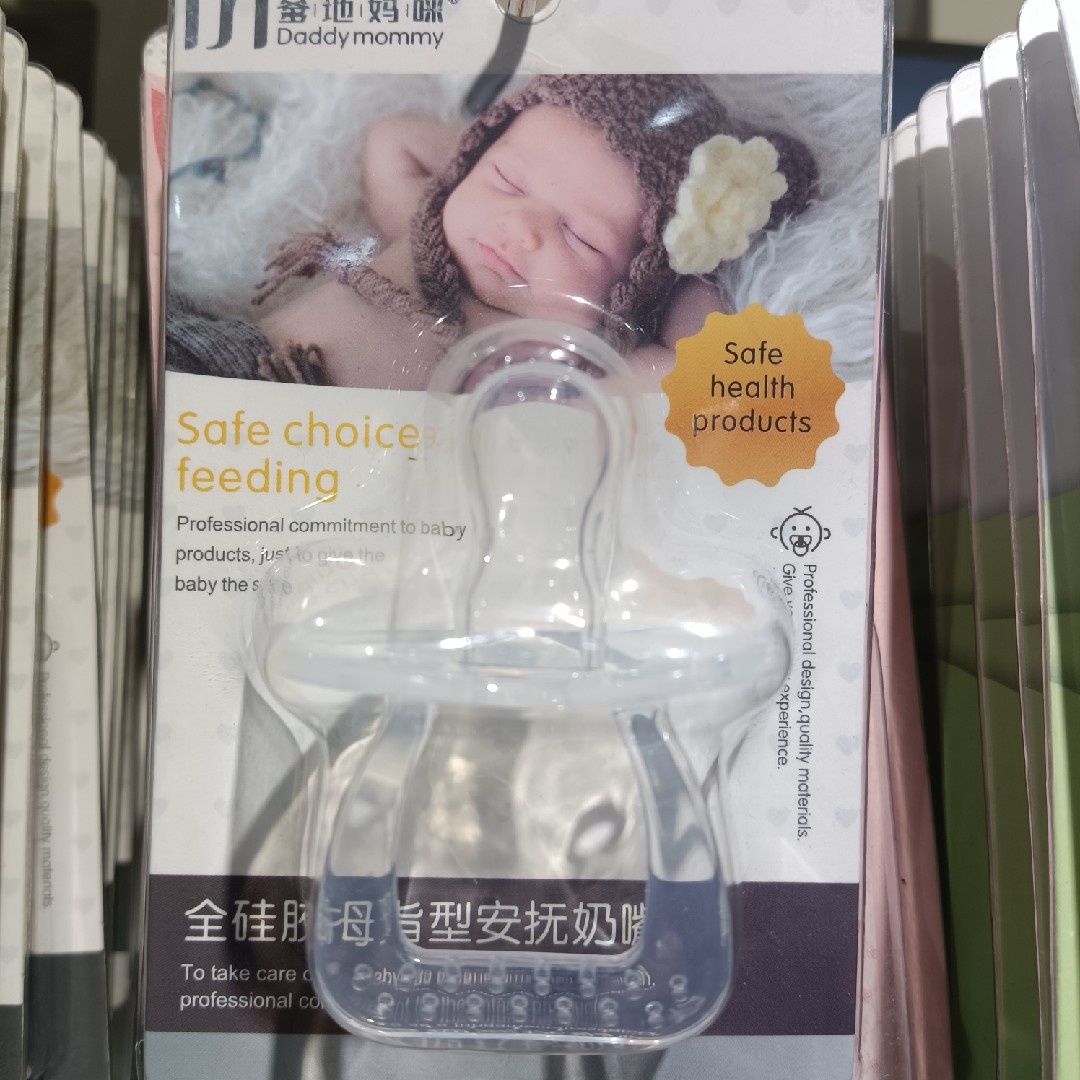 爹地妈咪®
Daddy mommy
Safe
health
products
Safe choice
feeding
Professional commitment to baby
products, just to give the
baby the
Professional design,quality materials.
Give experience.
全硅胶拇指型安抚奶嘴
To take care
professional